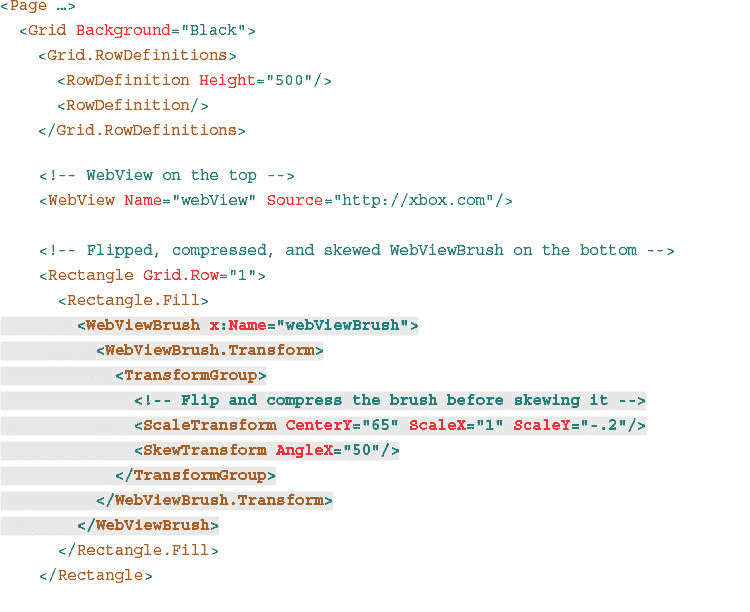 <Page …>
  <Grid Background="Black">
    <Grid.RowDefinitions>
      <RowDefinition Height="500"/>
      <RowDefinition/>
    </Grid.RowDefinitions>

    <!-- WebView on the top -->
    <WebView Name="webView" Source="http://xbox.com"/>

    <!-- Flipped, compressed, and skewed WebViewBrush on the bottom -->
    <Rectangle Grid.Row="1">
      <Rectangle.Fill>
        <WebViewBrush x:Name="webViewBrush">
          <WebViewBrush.Transform>
            <TransformGroup>
              <!-- Flip and compress the brush before skewing it -->
              <ScaleTransform CenterY="65" ScaleX="1" ScaleY="-.2"/>
              <SkewTransform AngleX="50"/>
            </TransformGroup>
          </WebViewBrush.Transform>
        </WebViewBrush>
      </Rectangle.Fill>
    </Rectangle>